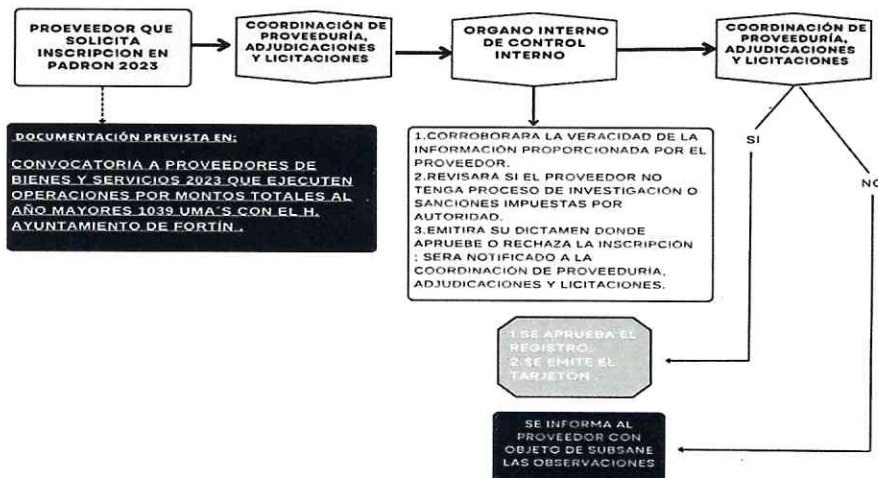 PROEVEEDOR QUE
SOLICITA
INSCRIPCION EN
PADRON 2023
COORDINACIÓN DE
PROVEEDURÍA,
ADJUDICACIONES
Y LICITACIONES
ORGANO INTERNO
DE CONTROL
INTERNO
COORDINACIÓN DE
PROVEEDURÍA,
ADJUDICACIONES
Y LICITACIONES
DOCUMENTACIÓN PREVISTA EN:
CONVOCATORIA A PROVEEDORES DE
BIENES Y SERVICIOS 2023 QUE EJECUTEN
OPERACIONES POR MONTOS TOTALES AL
AÑO MAYORES 1039 UMA´S CON EL H.
AYUNTAMIENTO DE FORTÍN .
1.CORROBORARA LA VERACIDAD DE LA
INFORMACIÓN PROPORCIONADA POR EL
PROVEEDOR.
2.REVISARÁ SI EL PROVEEDOR NO
TENGA PROCESO DE INVESTIGACIÓN O
SANCIONES IMPUESTAS POR
AUTORIDAD.
3.EMITIRA SU DICTAMEN DONDE
APRUEBE O RECHAZA LA INSCRIPCIÓN
; SERA NOTIFICADO A LA
COORDINACIÓN DE PROVEEDURÍA,
ADJUDICACIONES Y LICITACIONES.
SI
NO
1.SE APRUEBA EL
REGISTRO.
2.SE EMITE EL
TARJETON .
SE INFORMA AL
PROVEEDOR CON
OBJETO DE SUBSANE
LAS OBSERVACIONES